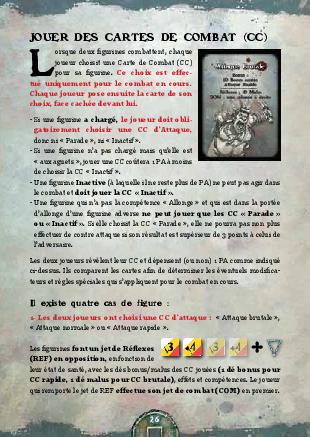 JOUER DES CARTES DE COMBAT (CC)
Lorsque deux figurines combattent, chaque
joueur choisit une Carte de Combat (CC)
pour sa figurine. Ce choix est effec-
tué uniquement pour le combat en cours.
Chaque joueur pose ensuite la carte de son
choix, face cachée devant lui.
- Si une figurine a chargé, le joueur doit obli-
gatoirement choisir une CC d'Attaque,
donc ni « Parade », ni « Inactif ».
- Si une figurine n'a pas chargé mais qu'elle est
« aux aguets », jouer une CC coûtera 1 PA à moins
de choisir la CC « Inactif ».
- Une figurine Inactive (à laquelle il ne reste plus de PA) ne peut pas agir dans
le combat et doit jouer la CC « Inactif ».
- Une figurine qui n'a pas la compétence « Allonge » et qui est dans la portée
d'allonge d'une figurine adverse ne peut jouer que les CC « Parade »
ou « Inactif ». Si elle choisit la CC « Parade », elle ne pourra pas non plus
effectuer de contre attaque si son résultat est supérieur de 3 points à celui de
l'adversaire.
Les deux joueurs révèlent leur CC et dépensent (ou non) 1 PA comme indiqué
ci-dessus. Ils comparent les cartes afin de déterminer les éventuels modifica-
teurs et règles spéciales qui s'appliquent pour le combat en cours.
Il existe quatre cas de figure :
1. Les deux joueurs ont choisi une CC d'attaque : « Attaque brutale »,
« Attaque normale » ou « Attaque rapide ».
Les figurines font un jet de Réflexes
(REF) en opposition, en fonction de
3 4 3 4 +
leur état de santé, avec les dés bonus/malus des CC jouées (1 dé bonus pour
CC rapide, 1 dé malus pour CC brutale), effets et compétences. Le joueur
qui remporte le jet de REF effectue son jet de combat (COM) en premier.
26